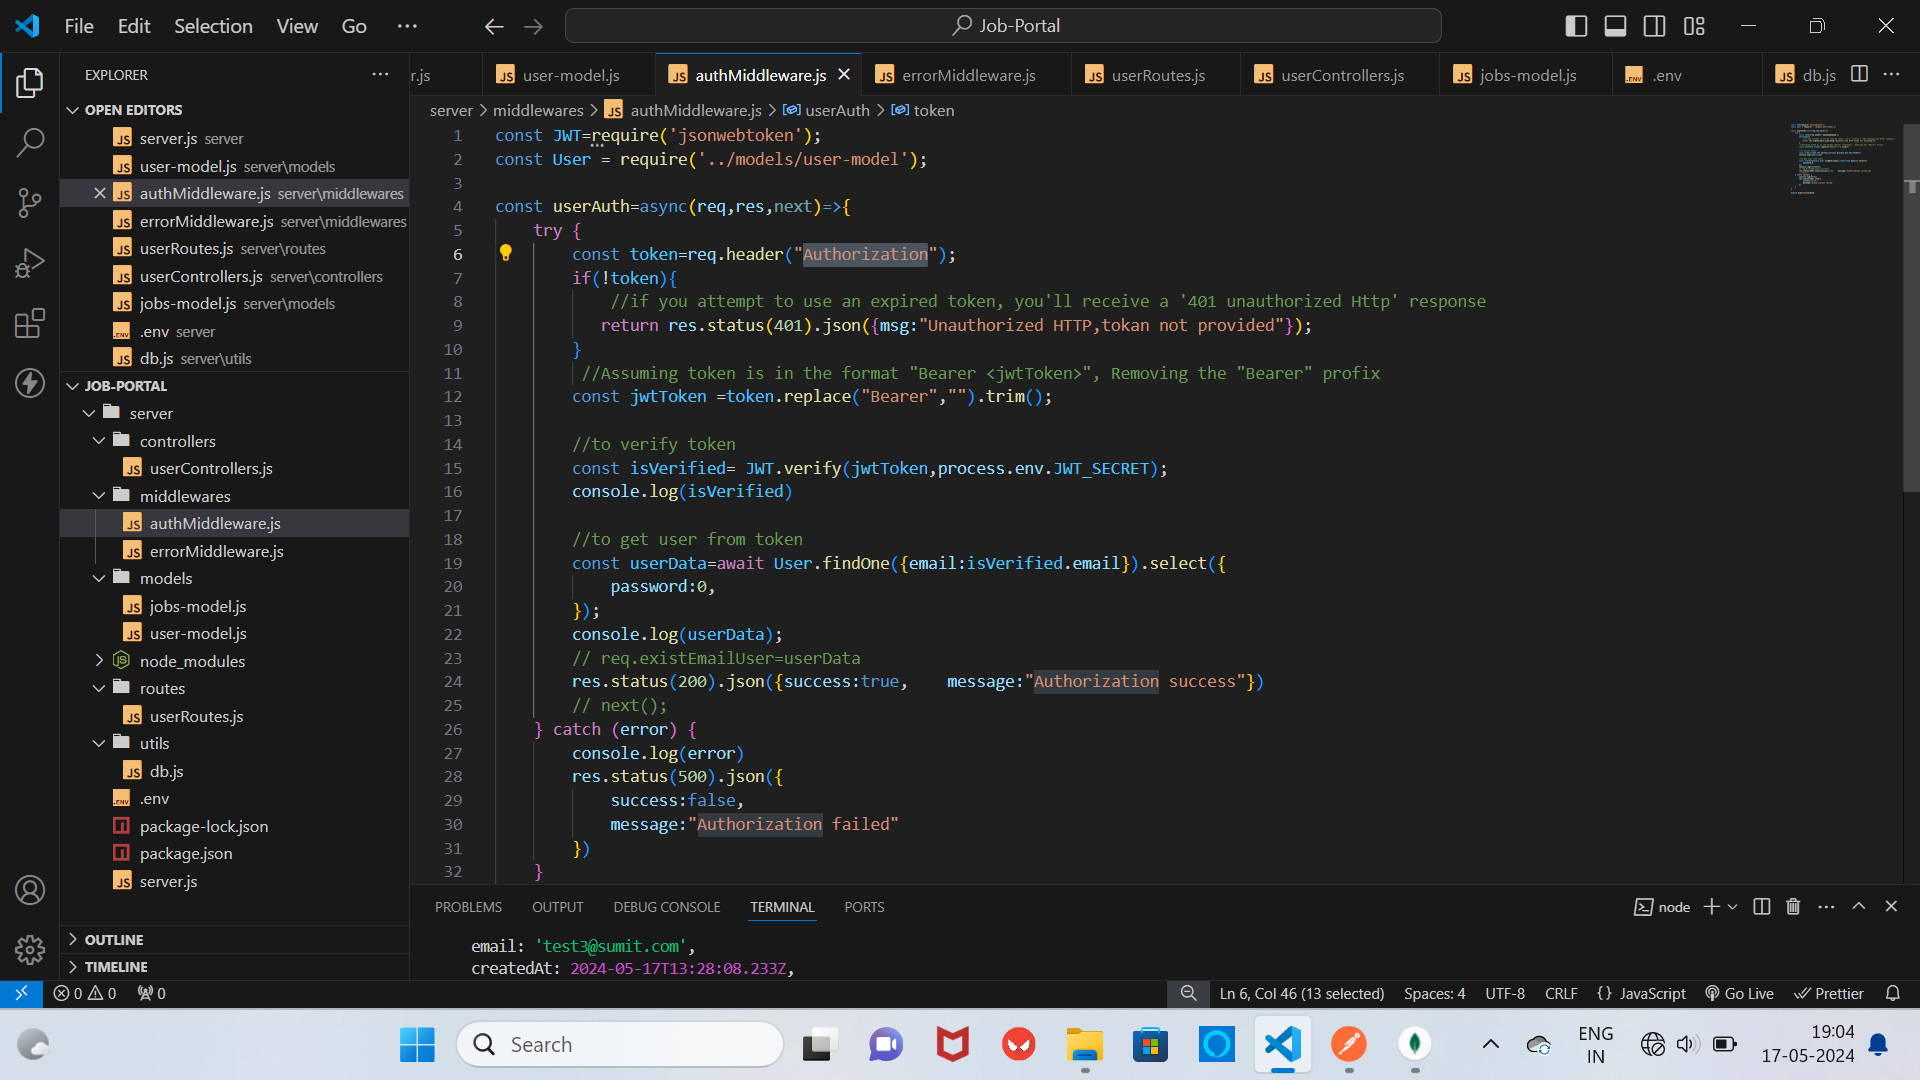 File Edit Selection View Go ···
Job-Portal
EXPLORER
r.js user-model.js authMiddleware.js errorMiddleware.js userRoutes.js userControllers.js jobs-model.js .env db.js
server > middlewares > authMiddleware.js > userAuth > token
OPEN EDITORS
server.js server
user-model.js server\models
authMiddleware.js server\middlewares
errorMiddleware.js server\middlewares
userRoutes.js server\routes
userControllers.js server\controllers
jobs-model.js server\models
.env server
db.js server\utils
JOB-PORTAL
server
controllers
userControllers.js
middlewares
authMiddleware.js
errorMiddleware.js
models
jobs-model.js
user-model.js
node_modules
routes
userRoutes.js
utils
db.js
.env
package-lock.json
package.json
server.js
OUTLINE
TIMELINE
1 const JWT=require('jsonwebtoken');
2 const User = require('../models/user-model');
3
4 const userAuth=async(req,res,next)=>{
5 try {
6 const token=req.header("Authorization");
7 if(!token){
8 //if you attempt to use an expired token, you'll receive a '401 unauthorized Http' response
9 return res.status(401).json({msg:"Unauthorized HTTP,tokan not provided"});
10 }
11 //Assuming token is in the format "Bearer <jwtToken>", Removing the "Bearer" profix
12 const jwtToken =token.replace("Bearer","").trim();
13
14 //to verify token
15 const isVerified= JWT.verify(jwtToken,process.env.JWT_SECRET);
16 console.log(isVerified)
17
18 //to get user from token
19 const userData=await User.findOne({email:isVerified.email}).select({
20 password:0,
21 });
22 console.log(userData);
23 // req.existEmailUser=userData
24 res.status(200).json({success:true, message:"Authorization success"})
25 // next();
26 } catch (error) {
27 console.log(error)
28 res.status(500).json({
29 success:false,
30 message:"Authorization failed"
31 })
32 }
PROBLEMS OUTPUT DEBUG CONSOLE TERMINAL PORTS
node
email: 'test3@sumit.com',
createdAt: 2024-05-17T13:28:08.233Z,
0 0 0
Ln 6, Col 46 (13 selected) Spaces: 4 UTF-8 CRLF {} JavaScript Go Live Prettier
Search
ENG
IN
19:04
17-05-2024